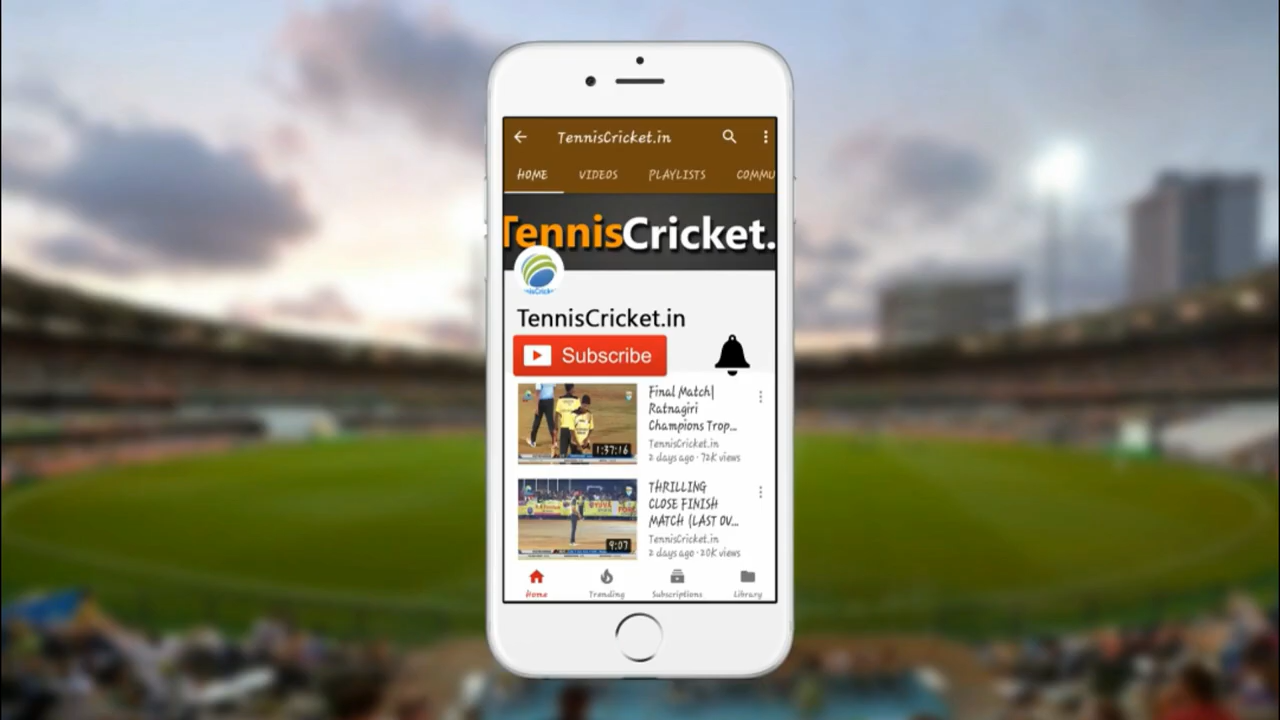 TennisCricket.in
HOME VIDEOS PLAYLISTS COMMU
TennisCricket.
TennisCricket.in
Subscribe
Final Match|
Ratnagiri
Champions Trop...
TennisCricket.in
2 days ago · 72K views
1:37:16
THRILLING
CLOSE FINISH
MATCH (LAST OV...
TennisCricket.in
2 days ago · 20K views
9:07
Home Trending Subscriptions Library